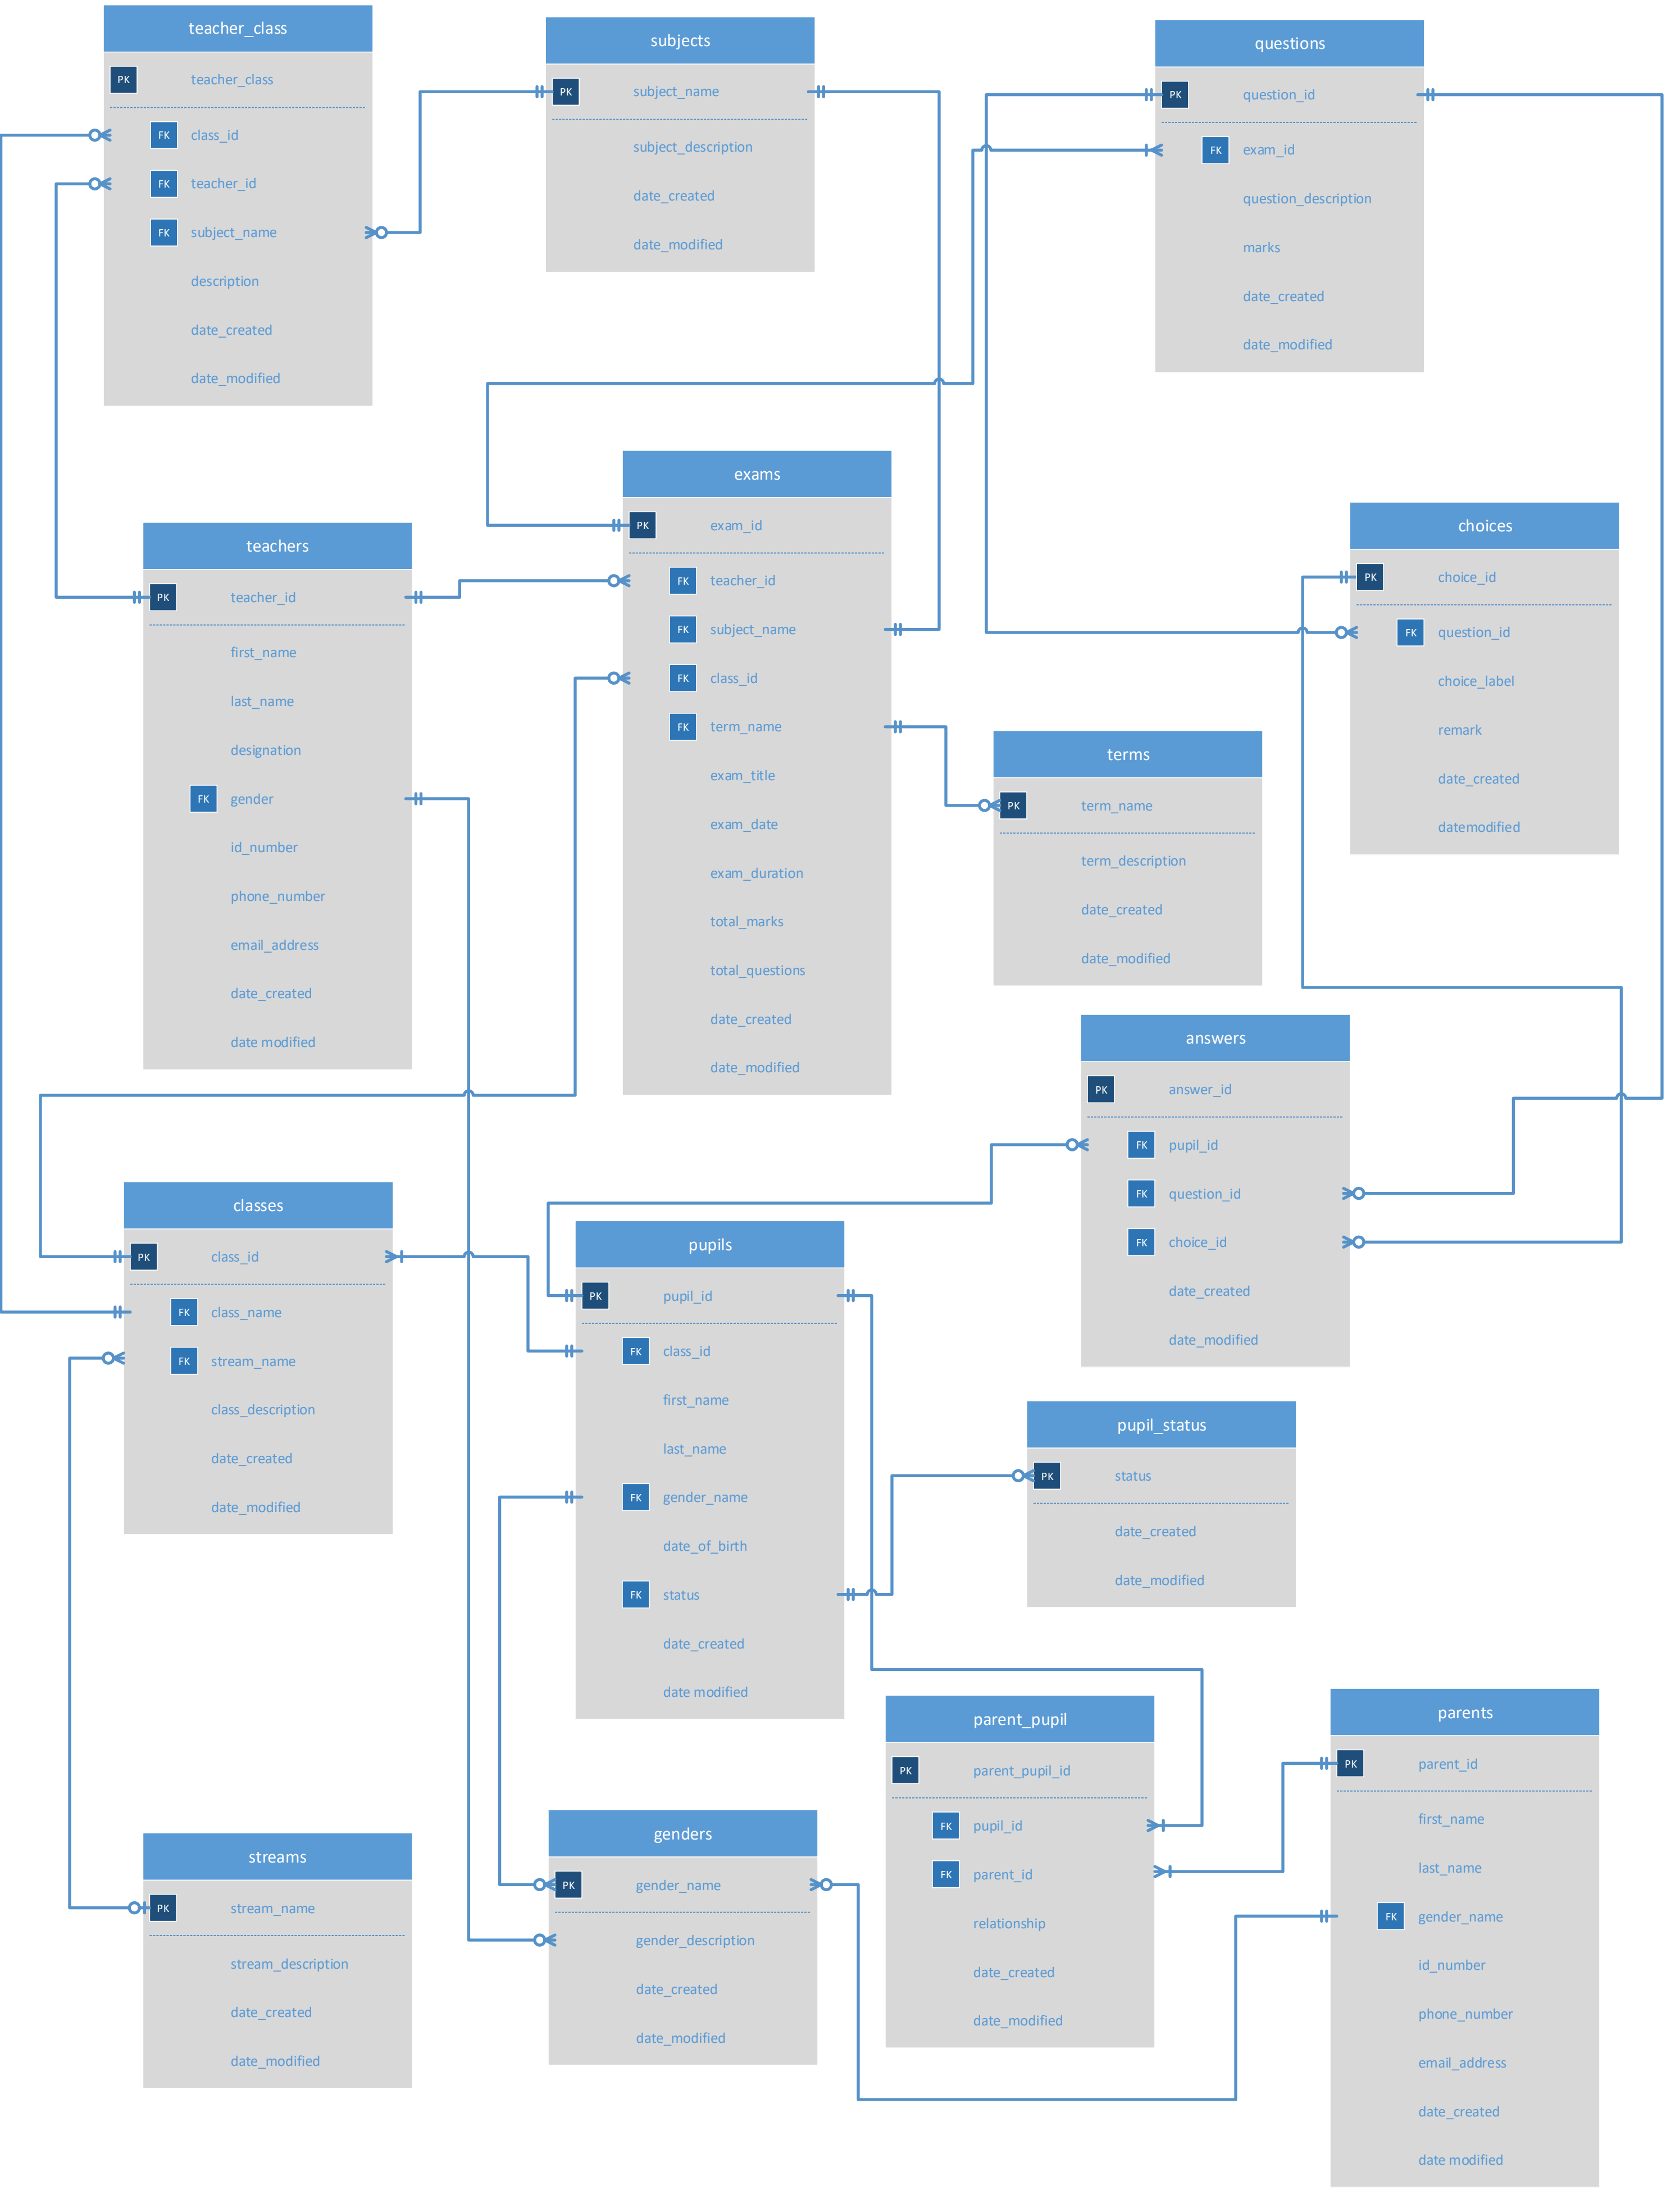 teacher_class
PK teacher_class
FK class_id
FK teacher_id
FK subject_name
description
date_created
date_modified
subjects
PK subject_name
subject_description
date_created
date_modified
questions
PK question_id
FK exam_id
question_description
marks
date_created
date_modified
exams
PK exam_id
FK teacher_id
FK subject_name
FK class_id
FK term_name
exam_title
exam_date
exam_duration
total_marks
total_questions
date_created
date_modified
teachers
PK teacher_id
first_name
last_name
designation
FK gender
id_number
phone_number
email_address
date_created
date modified
choices
PK choice_id
FK question_id
choice_label
remark
date_created
datemodified
terms
PK term_name
term_description
date_created
date_modified
answers
PK answer_id
FK pupil_id
FK question_id
FK choice_id
date_created
date_modified
classes
PK class_id
FK class_name
FK stream_name
class_description
date_created
date_modified
pupils
PK pupil_id
FK class_id
first_name
last_name
FK gender_name
date_of_birth
FK status
date_created
date modified
pupil_status
PK status
date_created
date_modified
parent_pupil
PK parent_pupil_id
FK pupil_id
FK parent_id
relationship
date_created
date_modified
parents
PK parent_id
first_name
last_name
FK gender_name
id_number
phone_number
email_address
date_created
date modified
genders
PK gender_name
gender_description
date_created
date_modified
streams
PK stream_name
stream_description
date_created
date_modified